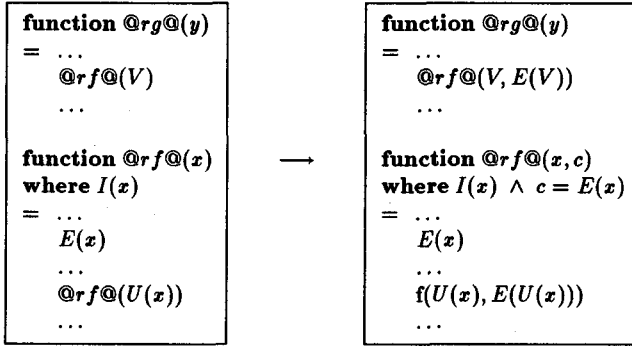 function @rg@(y)
= ...
@rf@(V)
...
function @rf@(x)
where I(x)
= ...
E(x)
...
@rf@(U(x))
...
→
function @rg@(y)
= ...
@rf@(V, E(V))
...
function @rf@(x, c)
where I(x) ∧ c = E(x)
= ...
E(x)
...
f(U(x), E(U(x)))
...